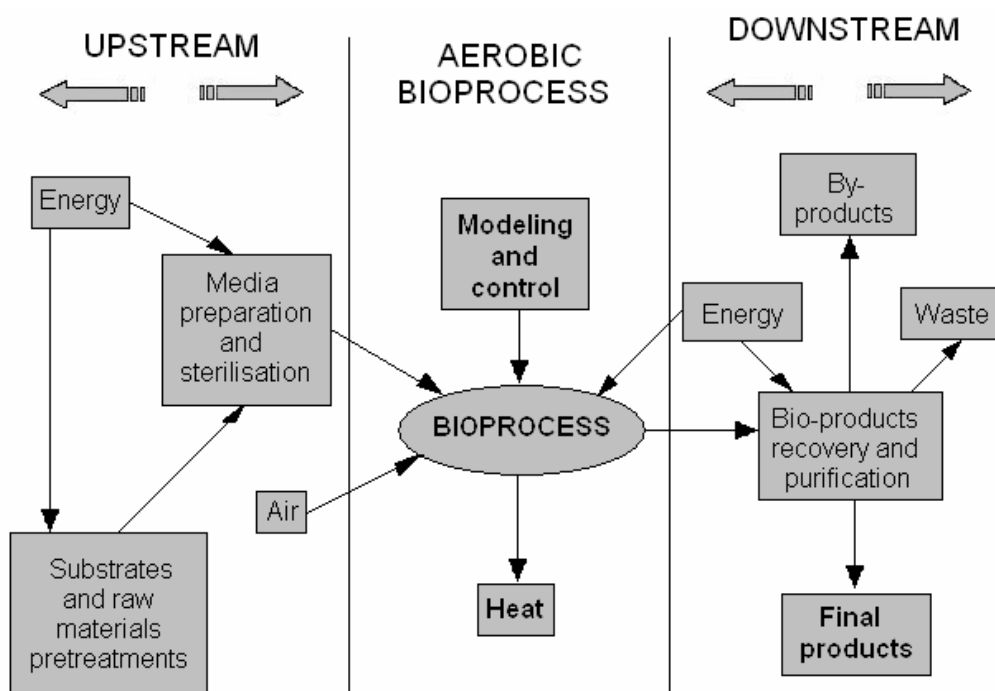 UPSTREAM
AEROBIC
BIOPROCESS
DOWNSTREAM
Energy
Media
preparation
and
sterilisation
Air
Substrates
and raw
materials
pretreatments
Modeling
and
control
BIOPROCESS
Heat
By-
products
Energy
Waste
Bio-products
recovery and
purification
Final
products